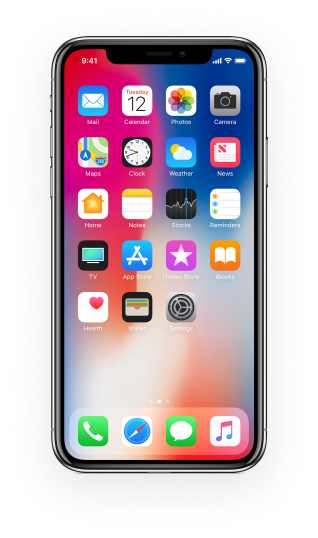 9:41
Tuesday
12
Mail
Calendar
Photos
Camera
Maps
Clock
Weather
News
Home
Notes
Stocks
Reminders
TV
App Store
iTunes Store
iBooks
Health
Wallet
Settings